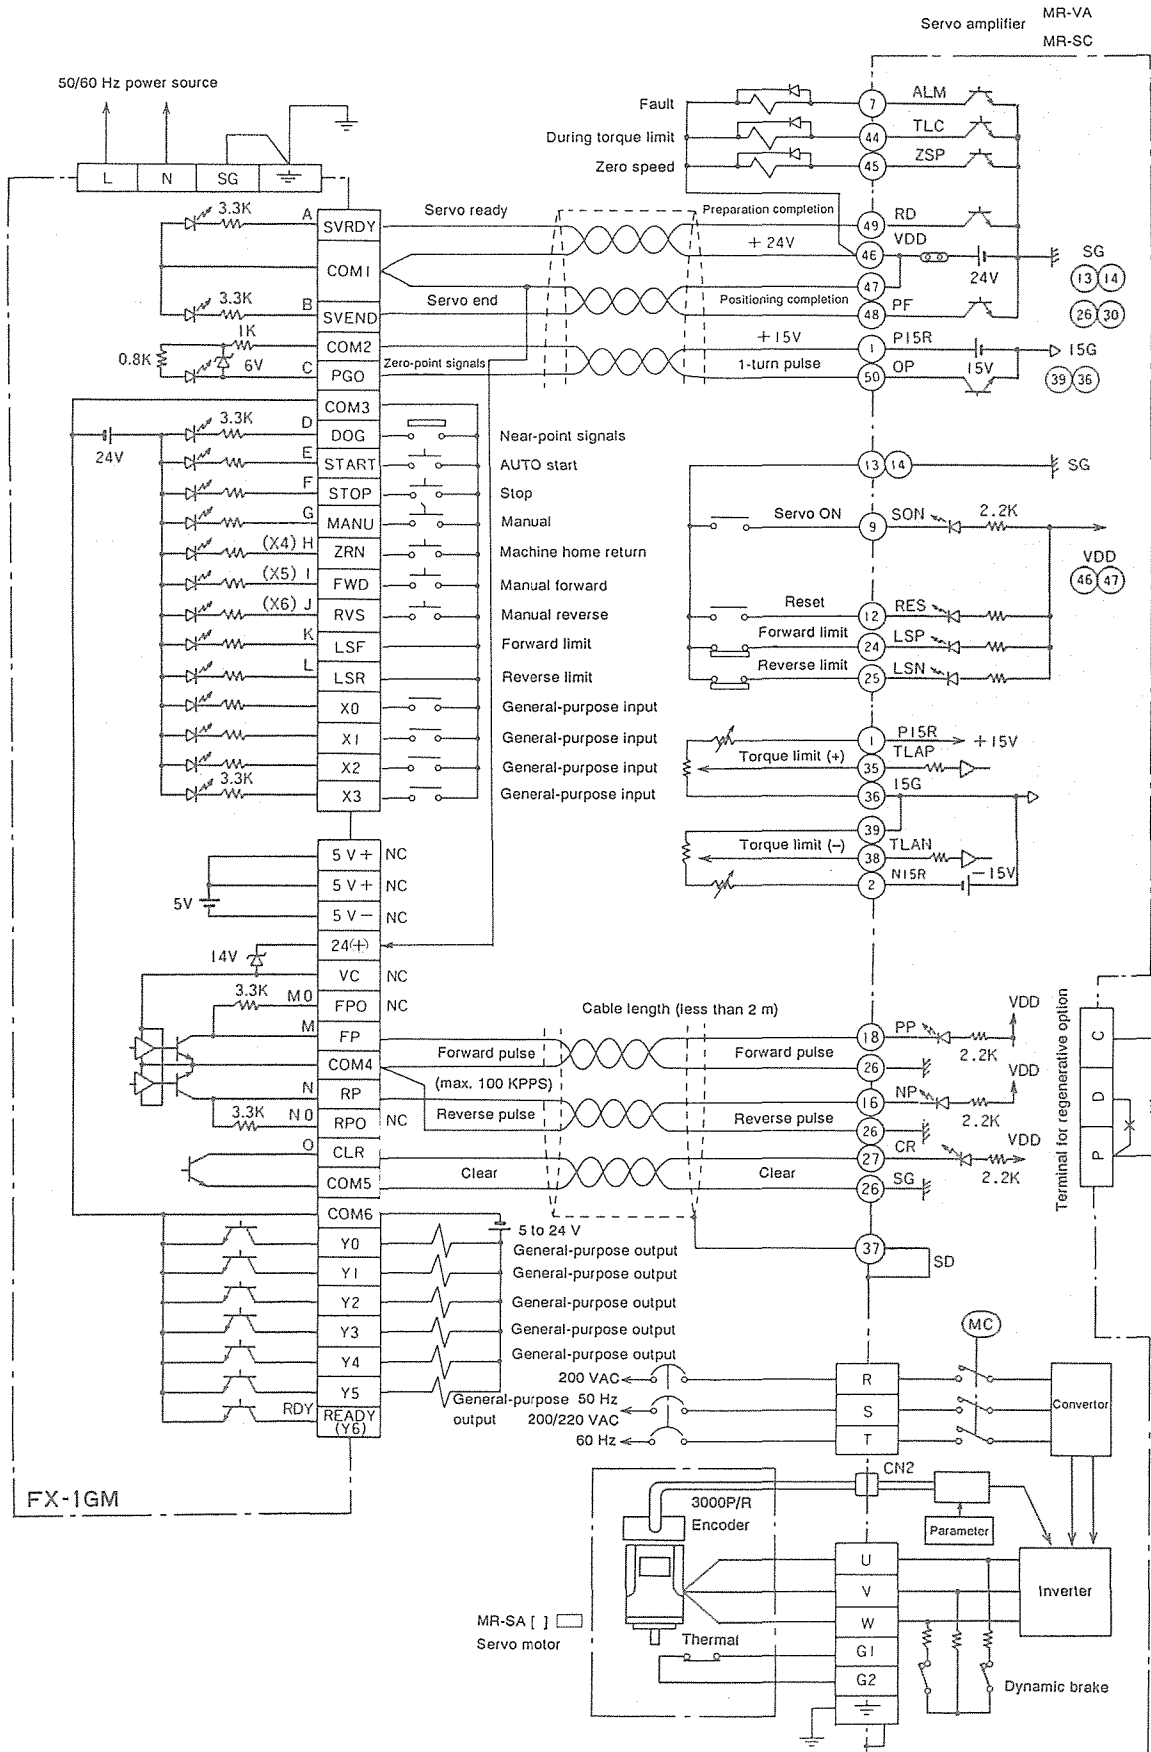 Servo amplifier MR-VA
MR-SC
50/60 Hz power source
L N SG
Fault 7 ALM
During torque limit 44 TLC
Zero speed 45 ZSP
3.3K A SVRDY Servo ready Preparation completion 49 RD
COM1 +24V 46 VDD
24V
SG
13 14
26 30
47
3.3K B SVEND Servo end Positioning completion 48 PF
1K COM2 +15V 1 P15R
15V
15G
39 36
0.8K 6V C PGO Zero-point signals 1-turn pulse 50 OP
COM3
24V 3.3K D DOG Near-point signals
E START AUTO start
F STOP Stop
G MANU Manual
(X4) H ZRN Machine home return
(X5) I FWD Manual forward
(X6) J RVS Manual reverse
K LSF Forward limit
L LSR Reverse limit
X0 General-purpose input
X1 General-purpose input
X2 General-purpose input
3.3K X3 General-purpose input
13 14 SG
Servo ON 9 SON 2.2K
VDD
46 47
Reset 12 RES
Forward limit 24 LSP
Reverse limit 25 LSN
1 P15R +15V
Torque limit (+) 35 TLAP
36 15G
39
Torque limit (–) 38 TLAN
2 N15R −15V
5V+ NC
5V+ NC
5V
5V− NC
24(+)
14V
VC NC
3.3K M0 FPO NC
Cable length (less than 2 m)
M FP Forward pulse Forward pulse 18 PP 2.2K VDD
COM4 26
(max. 100 KPPS)
N RP Reverse pulse Reverse pulse 16 NP 2.2K VDD
3.3K N0 RPO NC 26
O CLR Clear Clear 27 CR 2.2K VDD
COM5 26 SG
Terminal for regenerative option
C
D
P
COM6 5 to 24 V
Y0 General-purpose output
Y1 General-purpose output
Y2 General-purpose output
Y3 General-purpose output
Y4 General-purpose output
Y5 General-purpose output
RDY READY (Y6)
37 SD
MC
200 VAC R
50 Hz S
200/220 VAC
60 Hz T
Convertor
FX-1GM
3000P/R
Encoder
CN2
Parameter
U
V
W
Inverter
MR-SA [ ]
Servo motor
Thermal
G1
G2
Dynamic brake